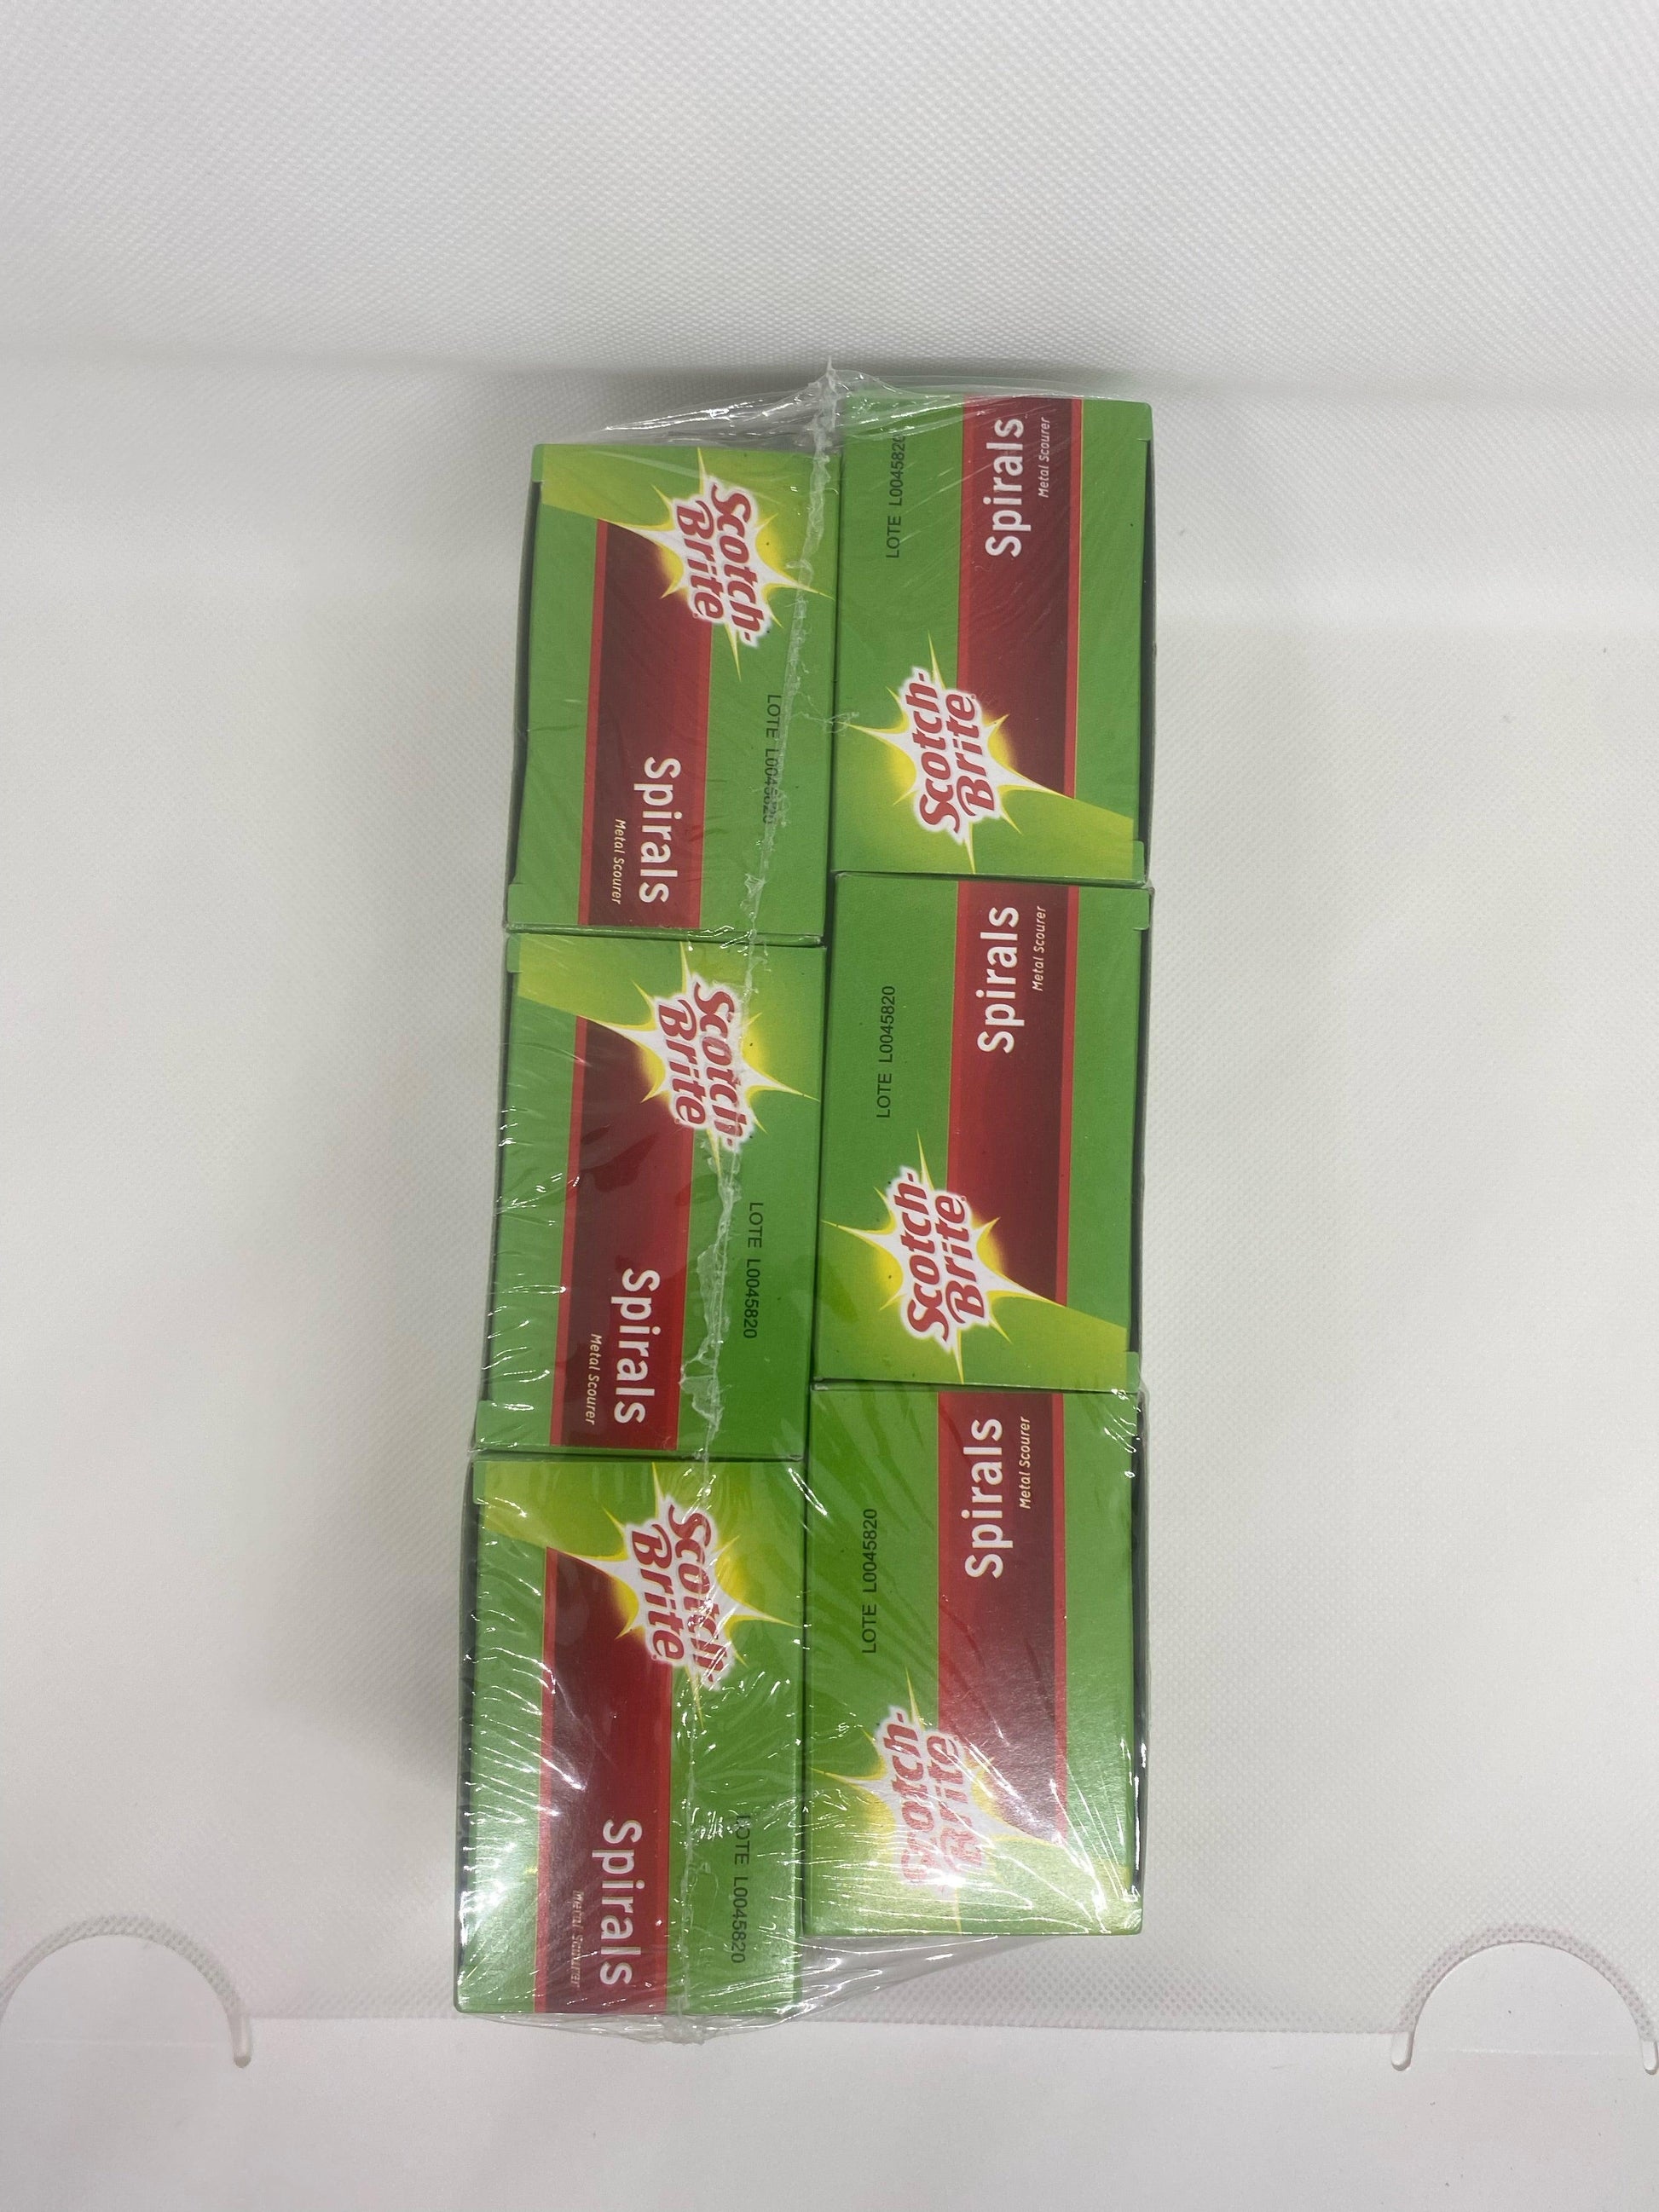 Scotch-
Brite
LOTE L0045820
Spirals
Metal Scourer
LOTE L0045820
Spirals
Metal Scourer
Scotch-
Brite
Scotch-
Brite
LOTE L0045820
Spirals
Metal Scourer
LOTE L0045820
Spirals
Metal Scourer
Scotch-
Brite
Scotch-
Brite
LOTE L0045820
Spirals
Metal Scourer
LOTE L0045820
Spirals
Metal Scourer
Scotch-
Brite